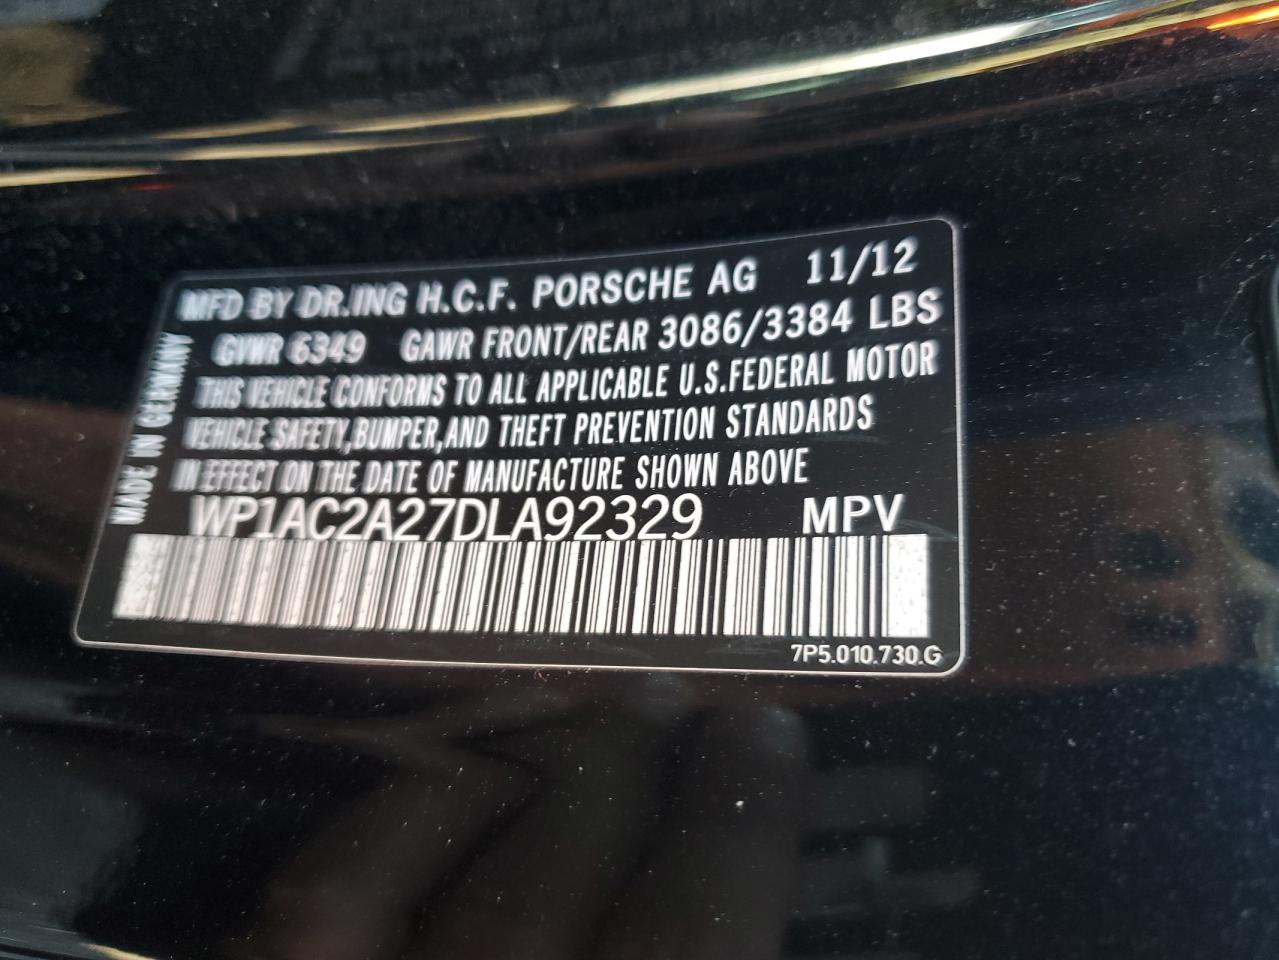 MFD BY DR.ING H.C.F. PORSCHE AG 11/12
GVWR 6349 GAWR FRONT/REAR 3086/3384 LBS
THIS VEHICLE CONFORMS TO ALL APPLICABLE U.S.FEDERAL MOTOR
VEHICLE SAFETY,BUMPER,AND THEFT PREVENTION STANDARDS
IN EFFECT ON THE DATE OF MANUFACTURE SHOWN ABOVE
WP1AC2A27DLA92329 MPV
7P5.010.730.G
MADE IN GERMANY